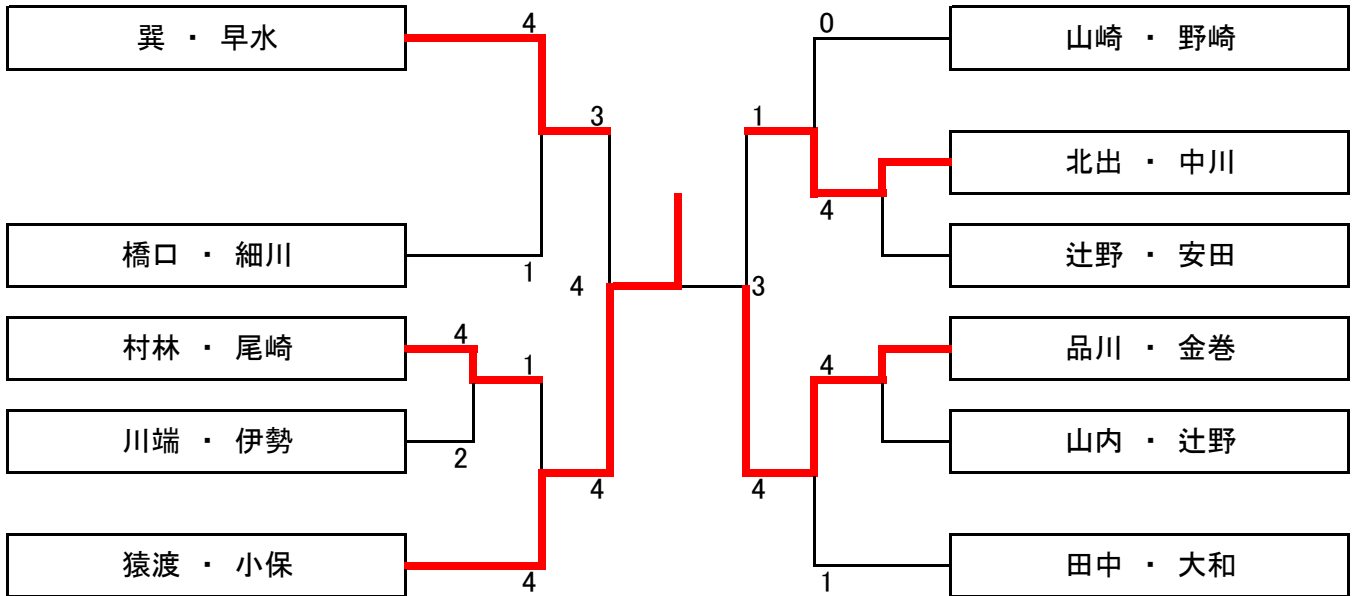 巽 ・ 早水
4
0
山崎 ・ 野崎
3
1
北出 ・ 中川
4
橋口 ・ 細川
1
辻野 ・ 安田
4
3
村林 ・ 尾崎
4
1
4
品川 ・ 金巻
川端 ・ 伊勢
2
山内 ・ 辻野
4
4
猿渡 ・ 小保
4
1
田中 ・ 大和